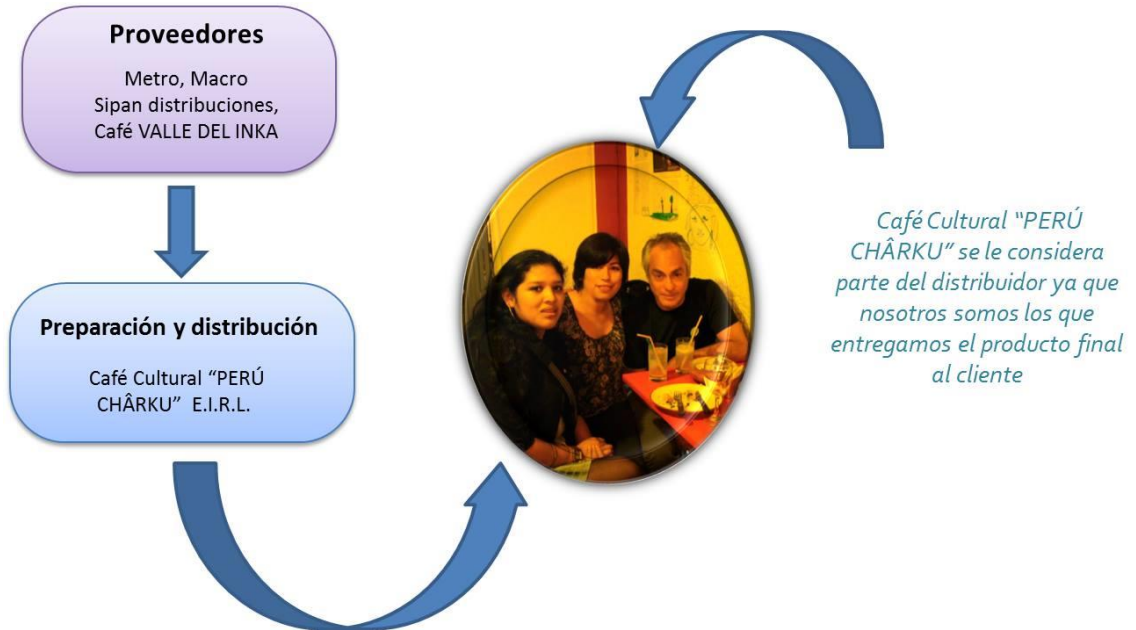 Proveedores
Metro, Macro
Sipan distribuciones,
Café VALLE DEL INKA
Preparación y distribución
Café Cultural “PERÚ
CHÂRKU” E.I.R.L.
Café Cultural “PERÚ
CHÂRKU” se le considera
parte del distribuidor ya que
nosotros somos los que
entregamos el producto final
al cliente